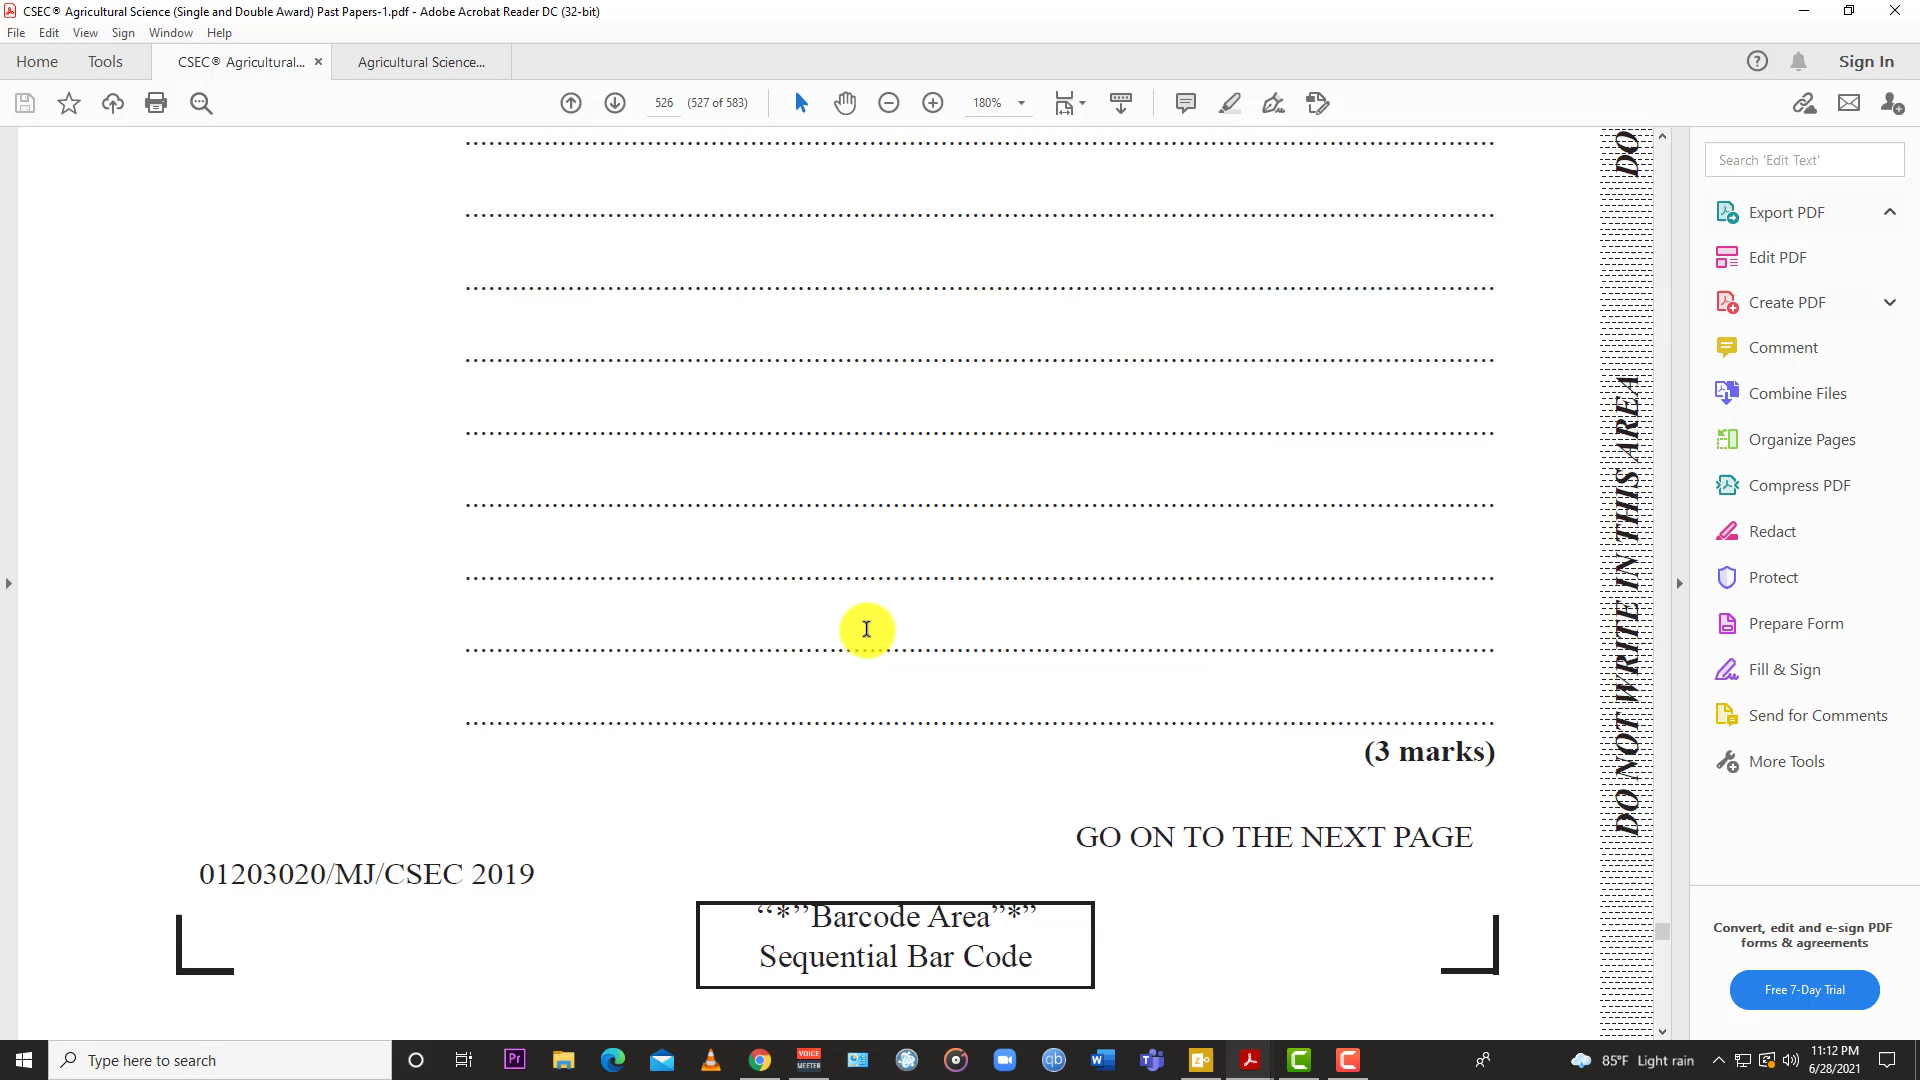 CSEC® Agricultural Science (Single and Double Award) Past Papers-1.pdf - Adobe Acrobat Reader DC (32-bit)
File Edit View Sign Window Help
Home Tools CSEC® Agricultural... × Agricultural Science... Sign In
526 (527 of 583) 180%
Search 'Edit Text'
Export PDF
Edit PDF
Create PDF
Comment
Combine Files
Organize Pages
Compress PDF
Redact
Protect
Prepare Form
Fill & Sign
Send for Comments
More Tools
Convert, edit and e-sign PDF
forms & agreements
Free 7-Day Trial
DO
DO NOT WRITE IN THIS AREA
(3 marks)
GO ON TO THE NEXT PAGE
01203020/MJ/CSEC 2019
“*”Barcode Area”*”
Sequential Bar Code
Type here to search
Pr
VOICE
MEETER
qb
85°F Light rain
11:12 PM
6/28/2021